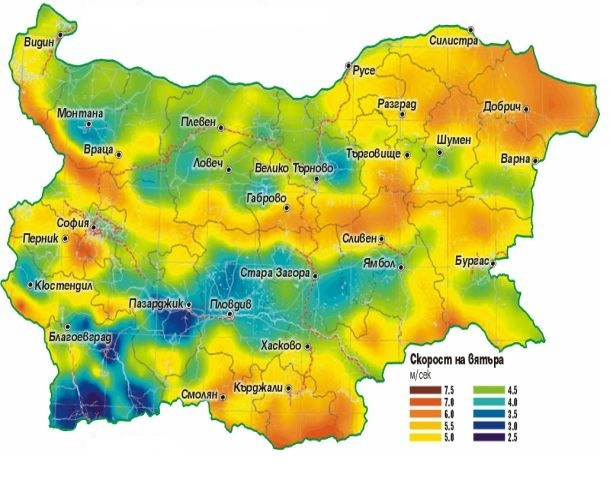 Видин
Силистра
Русе
Монтана
Разград
Добрич
Плевен
Враца
Шумен
Търговище
Варна
Ловеч
Велико Търново
Габрово
София
Перник
Сливен
Ямбол
Бургас
Стара Загора
Кюстендил
Пазарджик
Пловдив
Благоевград
Хасково
Смолян
Кърджали
Скорост на вятъра
м/сек
7.5 4.5
7.0 4.0
6.0 3.5
5.5 3.0
5.0 2.5